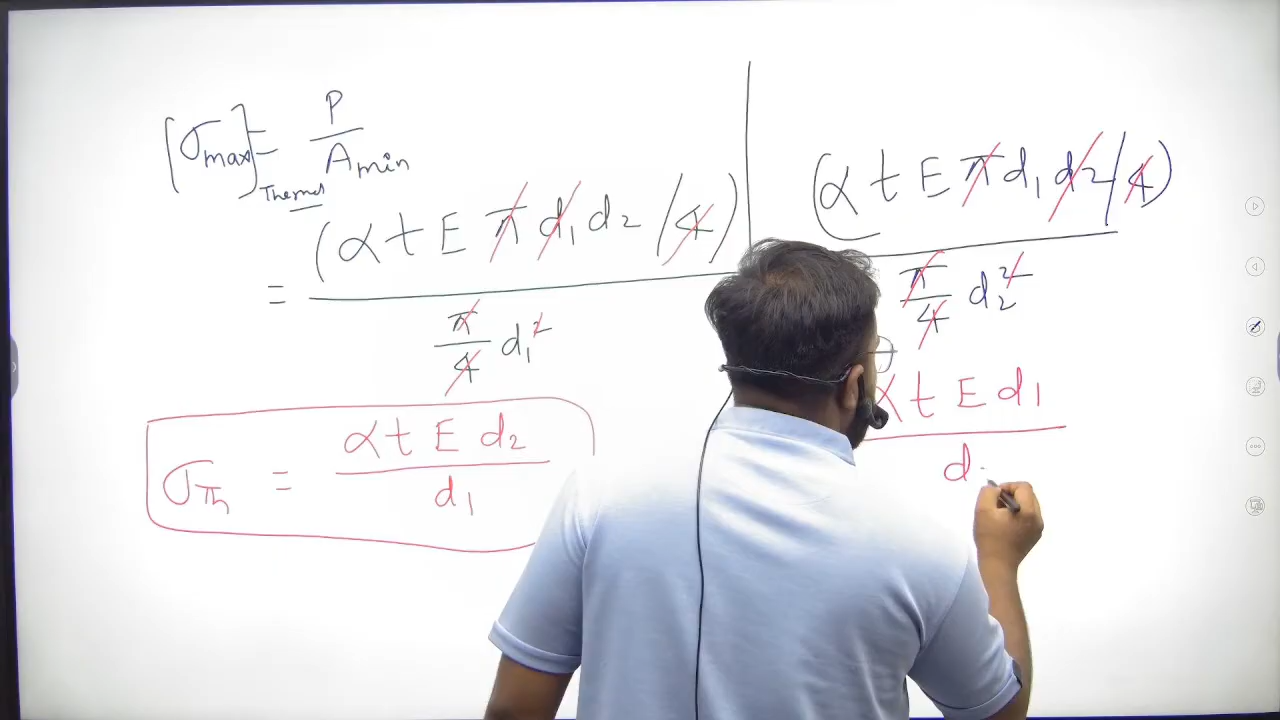 [σmax]Thermal = P / Amin
= (α t E π d₁ d₂ / 4) / (π/4 d₁²)
σTh = α t E d₂ / d₁
(α t E π d₁ d₂ / 4) / (π/4 d₂²)
α t E d₁ / d